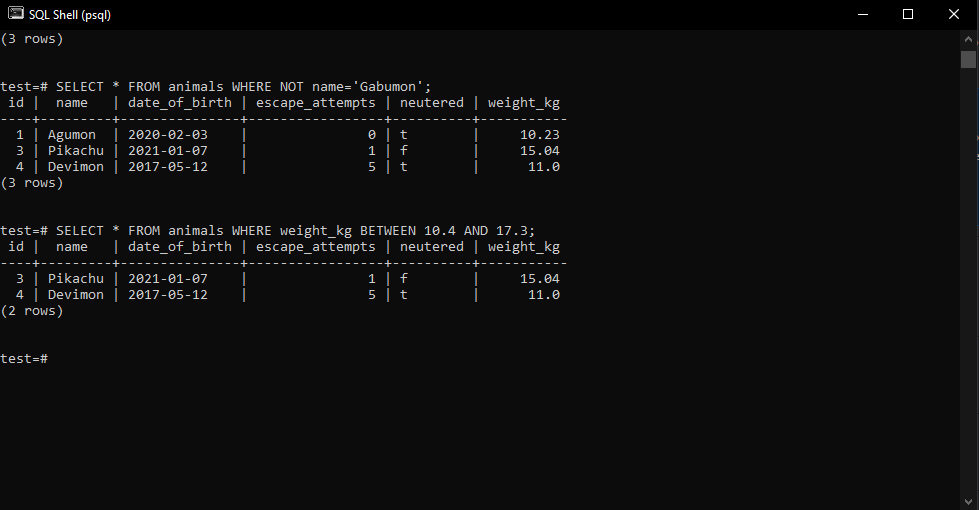 SQL Shell (psql)
(3 rows)
test=# SELECT * FROM animals WHERE NOT name='Gabumon';
 id |  name   | date_of_birth | escape_attempts | neutered | weight_kg
----+---------+---------------+-----------------+----------+-----------
  1 | Agumon  | 2020-02-03    |               0 | t        |     10.23
  3 | Pikachu | 2021-01-07    |               1 | f        |     15.04
  4 | Devimon | 2017-05-12    |               5 | t        |      11.0
(3 rows)
test=# SELECT * FROM animals WHERE weight_kg BETWEEN 10.4 AND 17.3;
 id |  name   | date_of_birth | escape_attempts | neutered | weight_kg
----+---------+---------------+-----------------+----------+-----------
  3 | Pikachu | 2021-01-07    |               1 | f        |     15.04
  4 | Devimon | 2017-05-12    |               5 | t        |      11.0
(2 rows)
test=#